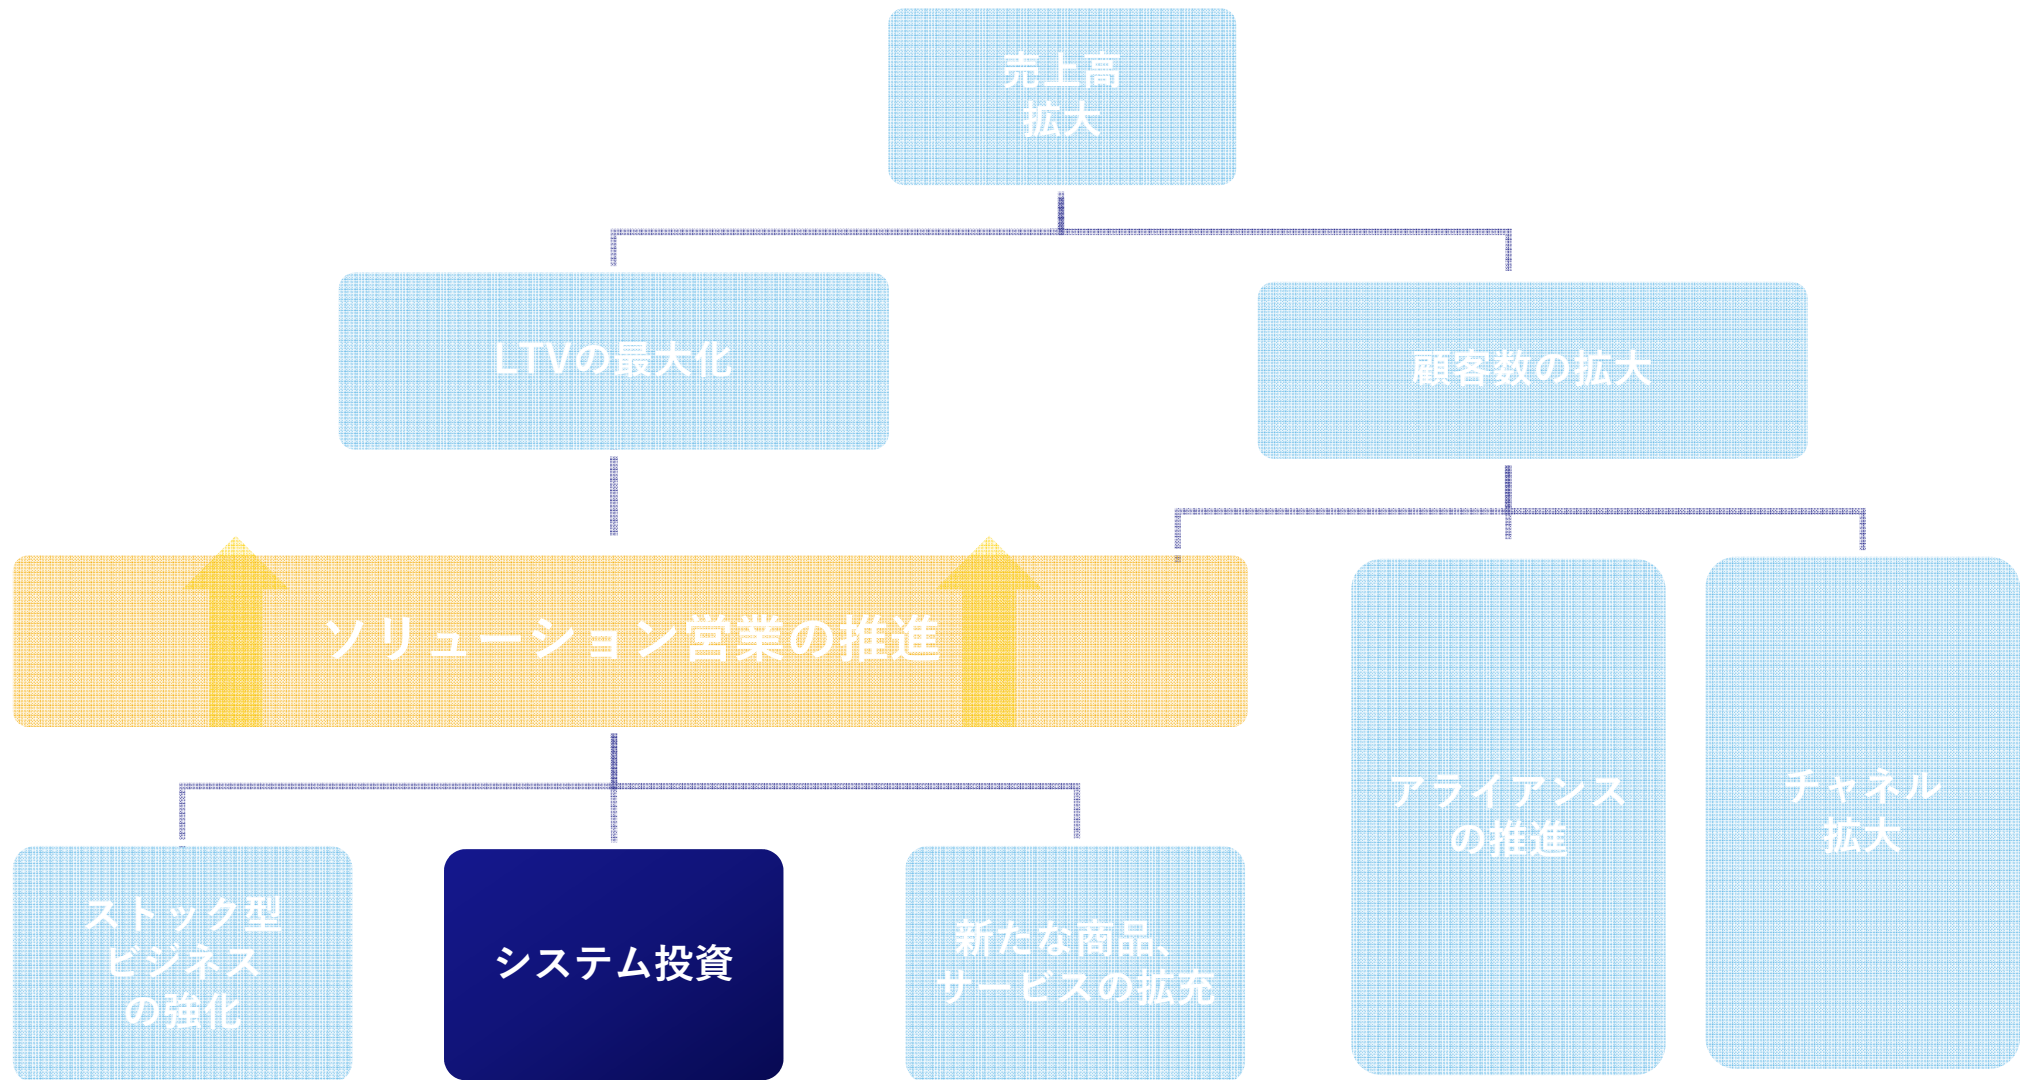 売上高
拡大
LTVの最大化
顧客数の拡大
ソリューション営業の推進
アライアンス
の推進
チャネル
拡大
ストック型
ビジネス
の強化
システム投資
新たな商品、
サービスの拡充